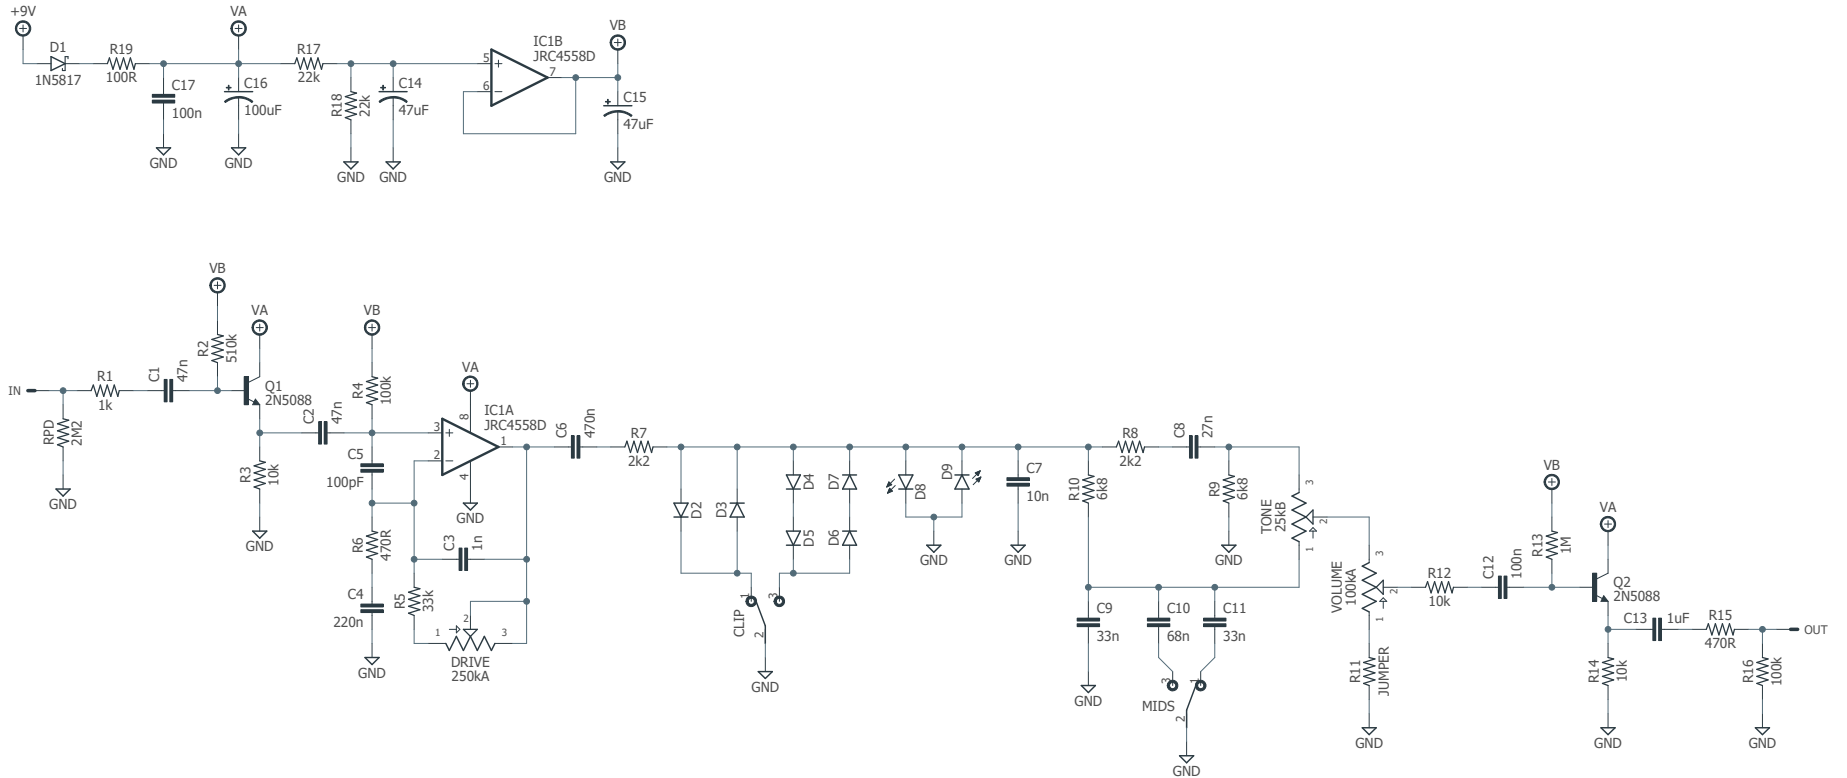 +9V
D1
1N5817
R19
100R
C17
100n
GND
VA
C16
100uF
GND
R17
22k
R18
22k
GND
C14
47uF
GND
5
6
7
IC1B
JRC4558D
VB
C15
47uF
GND
IN
RPD
2M2
GND
R1
1k
C1
47n
VB
R2
510k
VA
Q1
2N5088
R3
10k
GND
C2
47n
VB
R4
100k
C5
100pF
R6
470R
C4
220n
GND
VA
8
3
2
1
4
IC1A
JRC4558D
GND
C3
1n
R5
33k
1
2
3
DRIVE
250kA
C6
470n
R7
2k2
D2
D3
D4
D5
D7
D6
CLIP
1
3
2
GND
D8
D9
GND
C7
10n
GND
R10
6k8
R8
2k2
C8
27n
R9
6k8
GND
TONE
25kB
3
2
1
C9
33n
GND
C10
68n
C11
33n
MIDS
3
1
2
GND
VOLUME
100kA
3
2
1
R11
JUMPER
GND
R12
10k
C12
100n
VB
R13
1M
VA
Q2
2N5088
R14
10k
GND
C13
1uF
R15
470R
R16
100k
GND
OUT